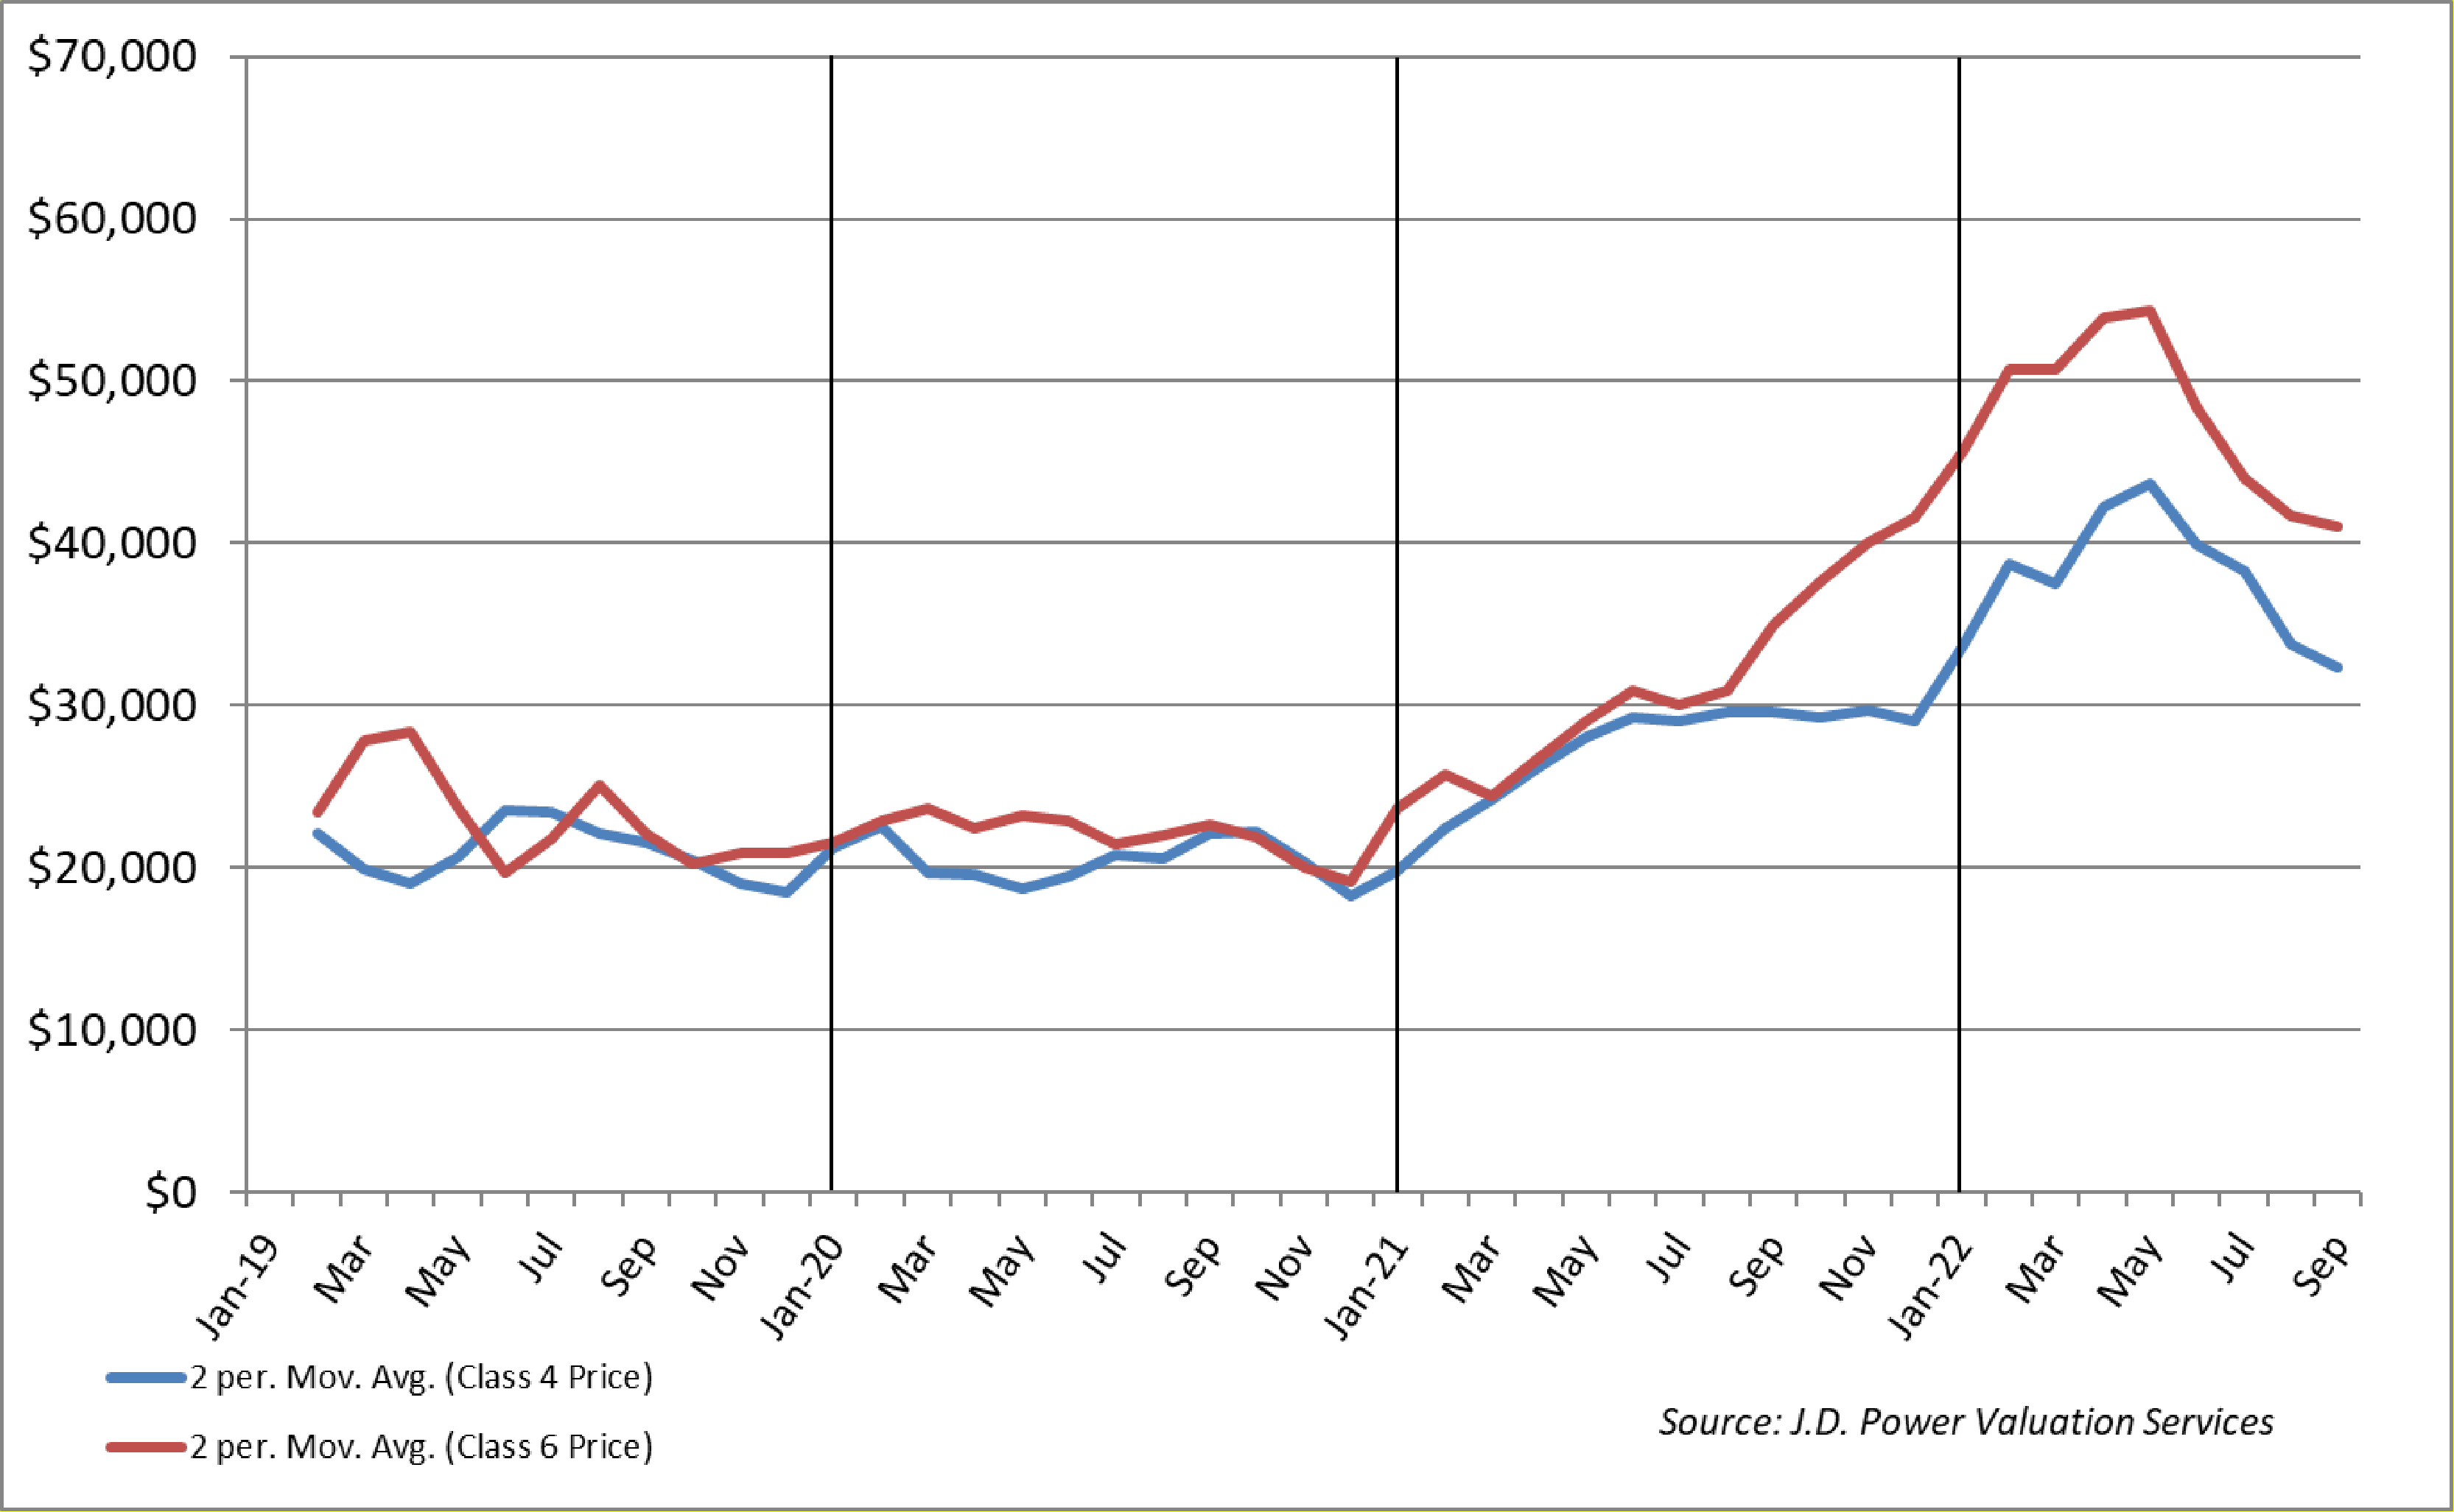 $70,000
$60,000
$50,000
$40,000
$30,000
$20,000
$10,000
$0
Jan-19 Mar May Jul Sep Nov Jan-20 Mar May Jul Sep Nov Jan-21 Mar May Jul Sep Nov Jan-22 Mar May Jul Sep
2 per. Mov. Avg. (Class 4 Price)
2 per. Mov. Avg. (Class 6 Price)
Source: J.D. Power Valuation Services